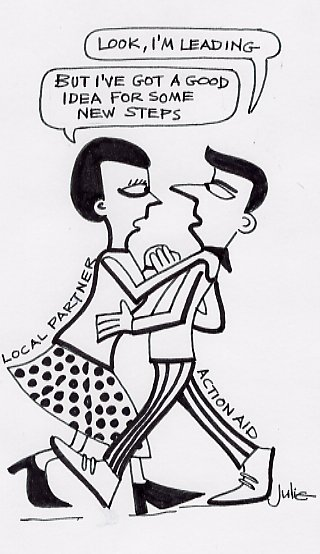 LOOK, I'M LEADING
BUT I'VE GOT A GOOD
IDEA FOR SOME
NEW STEPS
LOCAL PARTNER
ACTION AID
Julie